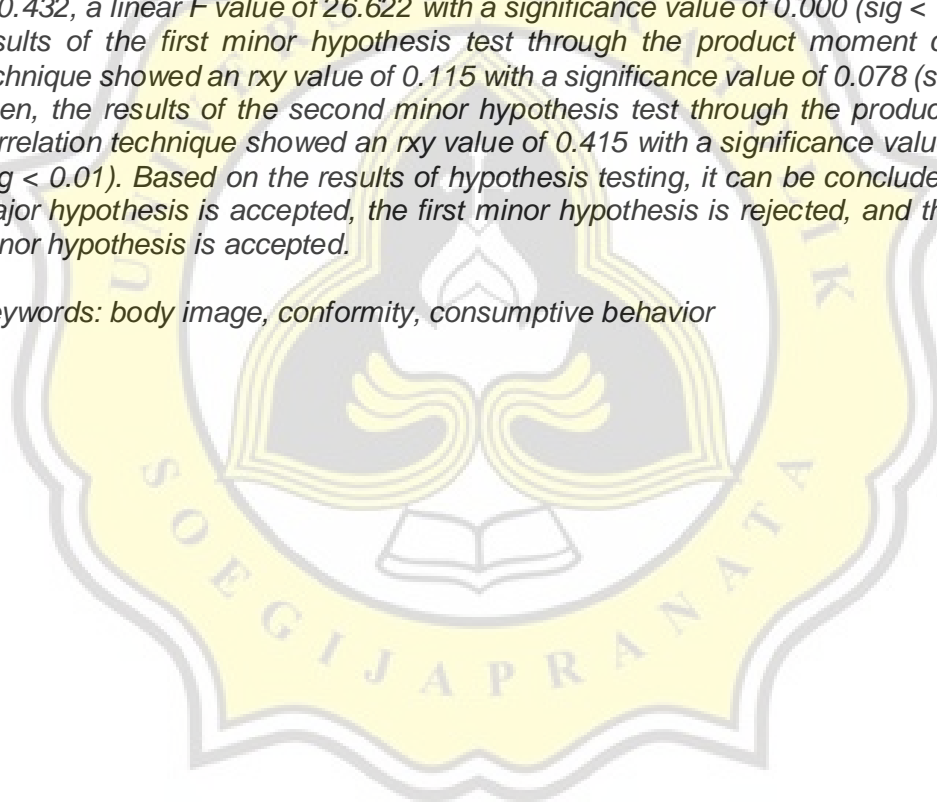 0.432, a linear F value of 26.622 with a significance value of 0.000 (sig <
sults of the first minor hypothesis test through the product moment
chnique showed an rxy value of 0.115 with a significance value of 0.078 (s
en, the results of the second minor hypothesis test through the produc
rrelation technique showed an rxy value of 0.415 with a significance valu
g < 0.01). Based on the results of hypothesis testing, it can be conclude
ajor hypothesis is accepted, the first minor hypothesis is rejected, and th
nor hypothesis is accepted.
eywords: body image, conformity, consumptive behavior
SOEGIJAPRANATA